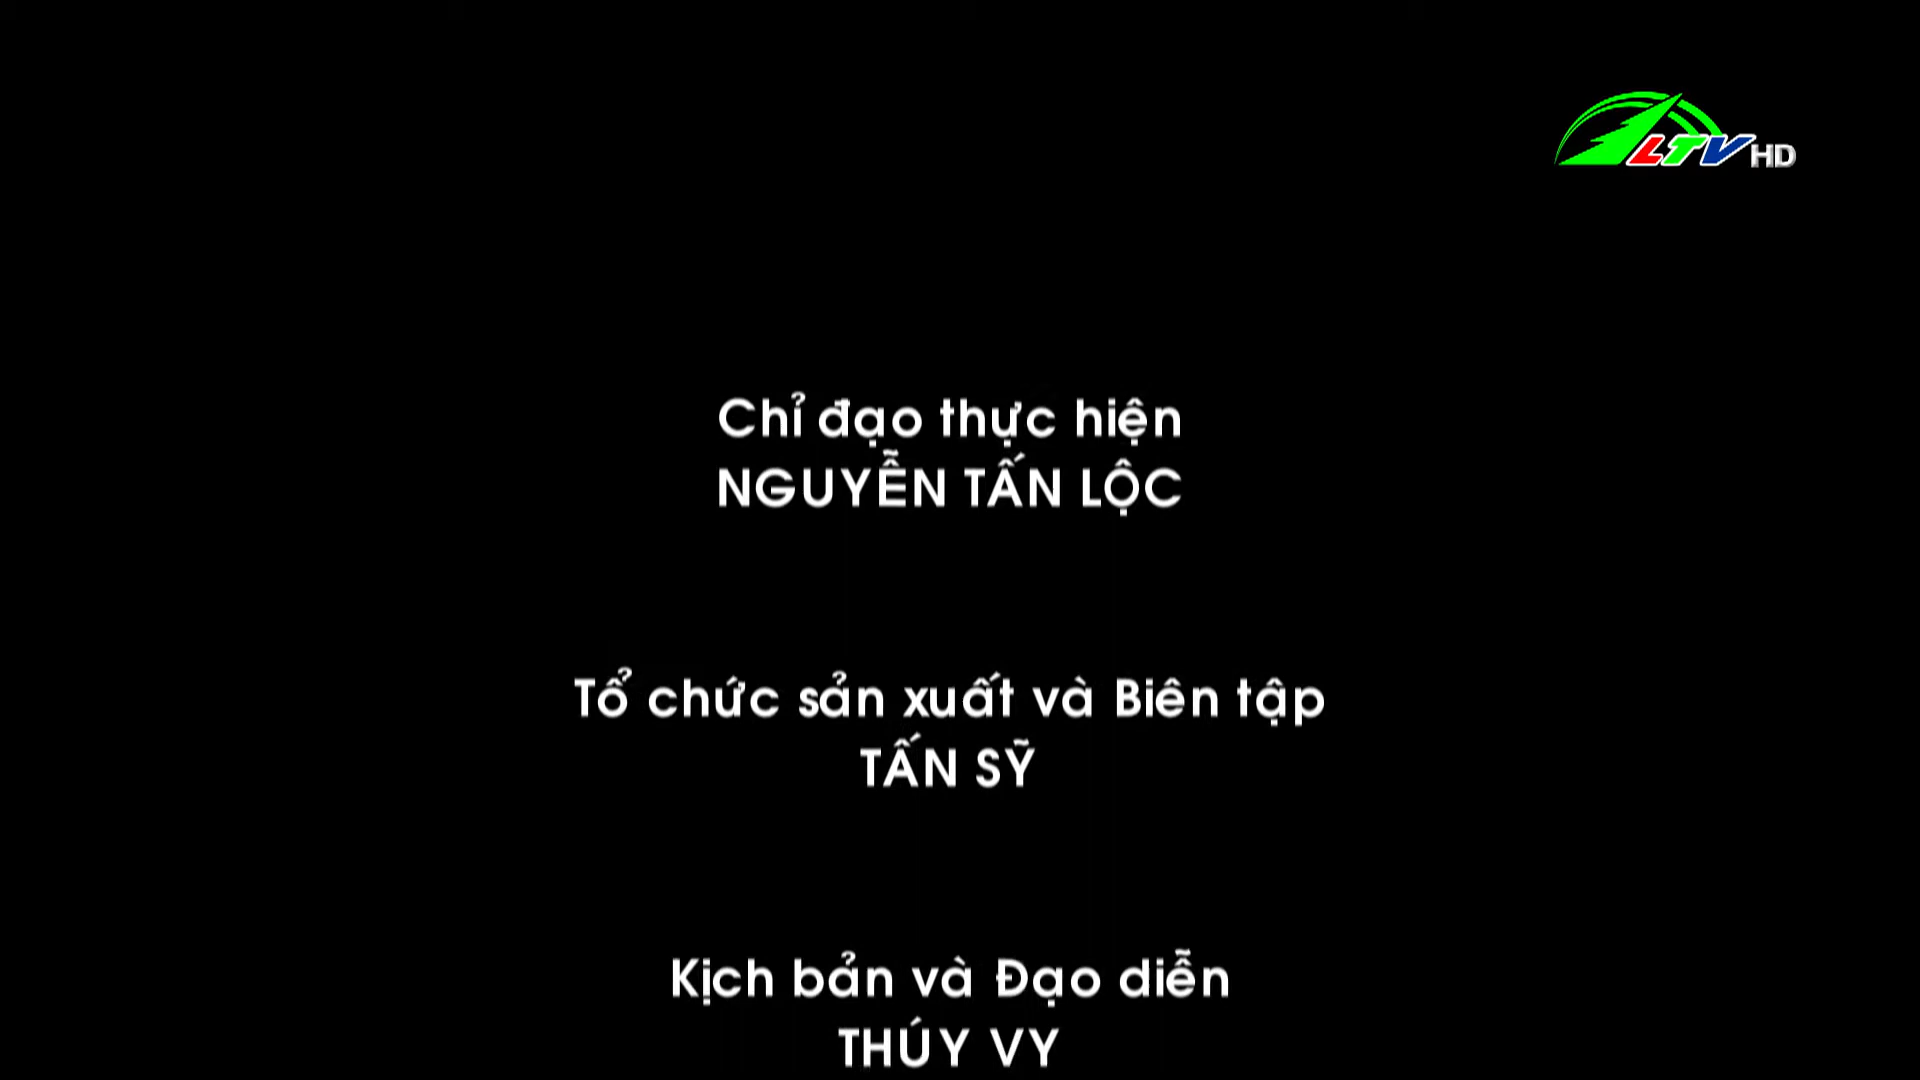 LTV HD
Chỉ đạo thực hiện
NGUYỄN TẤN LỘC
Tổ chức sản xuất và Biên tập
TẤN SỸ
Kịch bản và Đạo diễn
THÚY VY